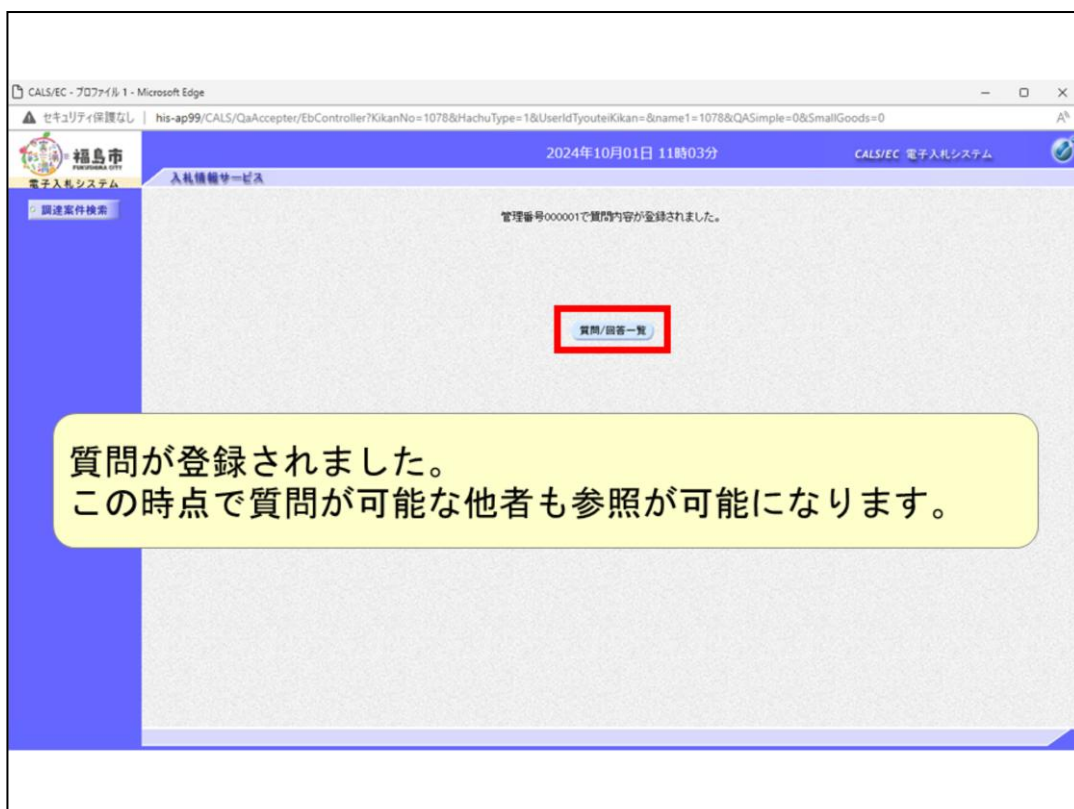 CALS/EC - プロファイル 1 - Microsoft Edge
セキュリティ保護なし | his-ap99/CALS/QaAccepter/EbController?KikanNo=1078&HachuType=1&UserIdTyouteiKikan=&name1=1078&QASimple=0&SmallGoods=0
福島市
FUKUSHIMA CITY
電子入札システム
2024年10月01日 11時03分
CALS/EC 電子入札システム
入札情報サービス
調達案件検索
管理番号000001で質問内容が登録されました。
質問/回答一覧
質問が登録されました。
この時点で質問が可能な他者も参照が可能になります。